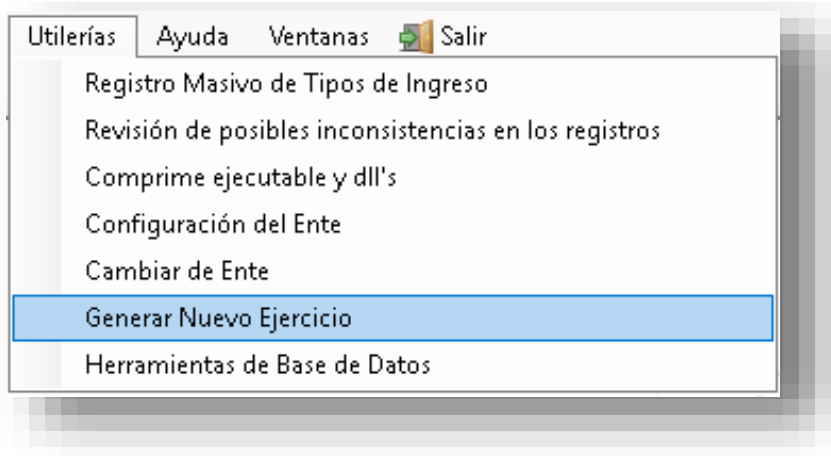 Utilerías Ayuda Ventanas Salir
Registro Masivo de Tipos de Ingreso
Revisión de posibles inconsistencias en los registros
Comprime ejecutable y dll's
Configuración del Ente
Cambiar de Ente
Generar Nuevo Ejercicio
Herramientas de Base de Datos